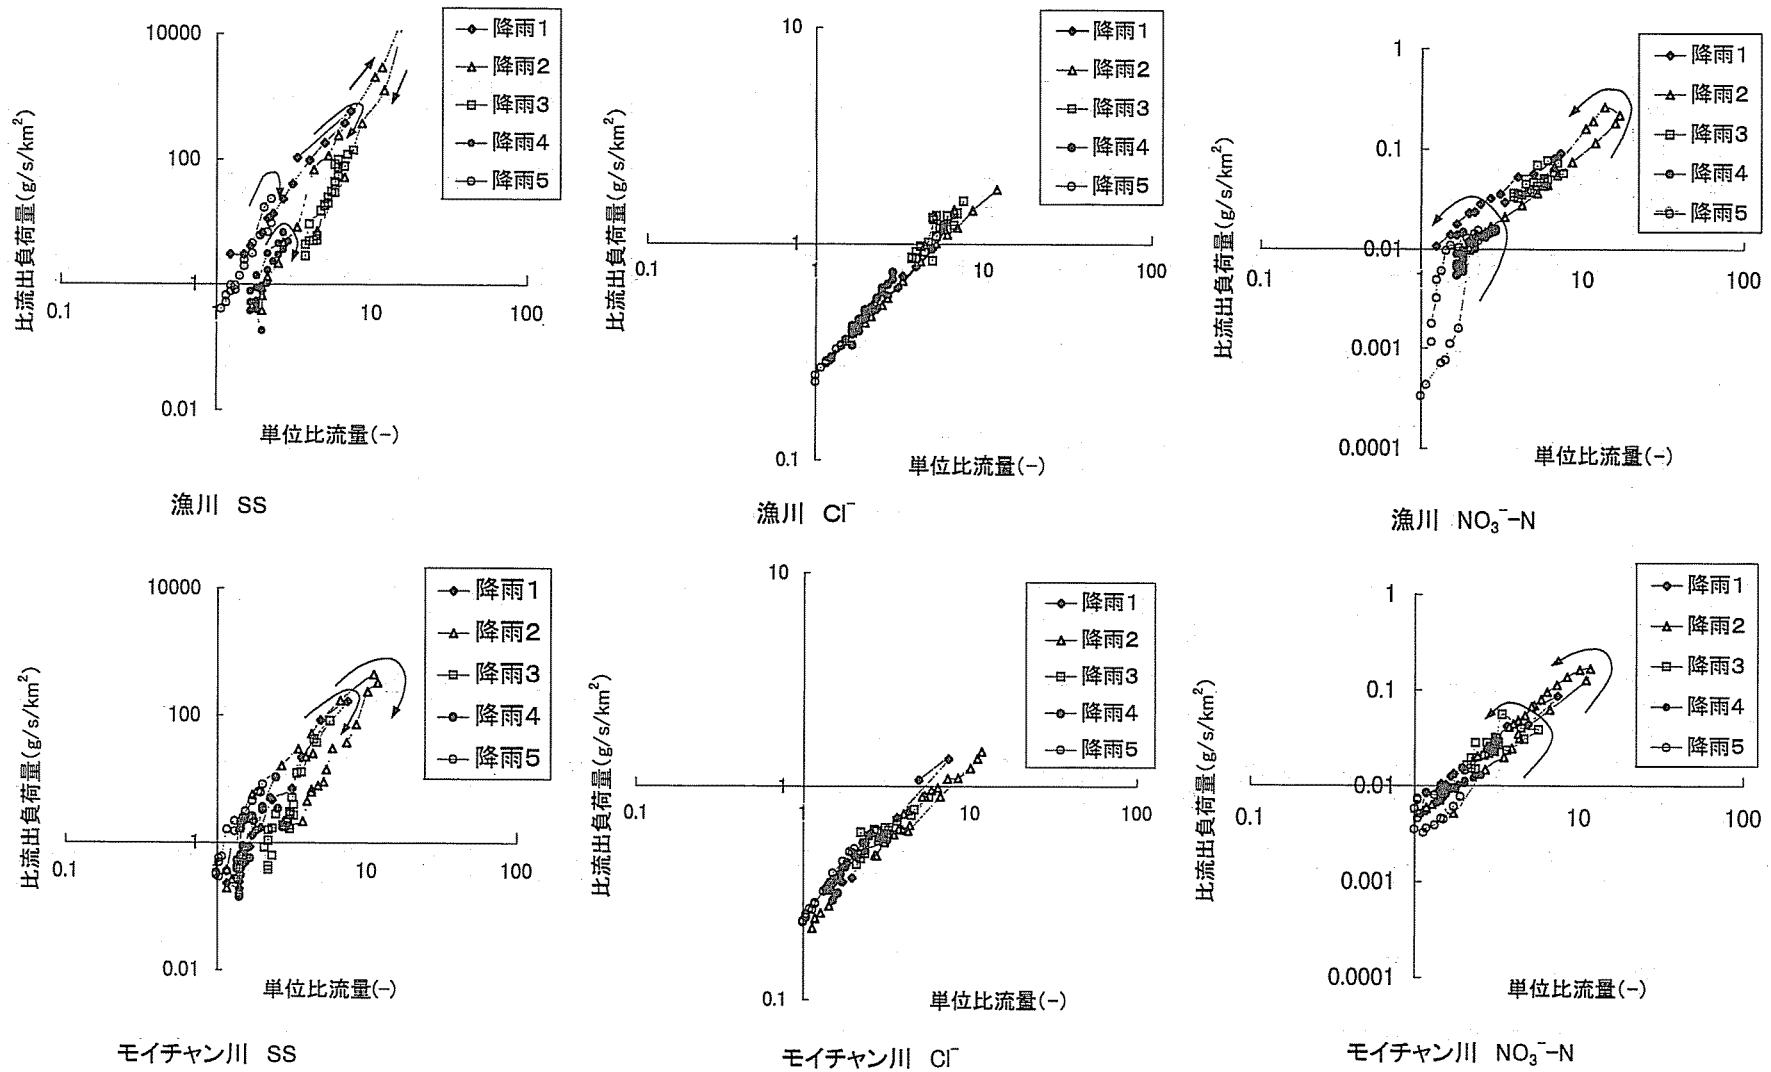 降雨1
降雨2
降雨3
降雨4
降雨5
10000
100
1
0.01
0.1
10
100
比流出負荷量(g/s/km²)
単位比流量(-)
漁川 SS
降雨1
降雨2
降雨3
降雨4
降雨5
10
1
0.1
0.1
1
10
100
比流出負荷量(g/s/km²)
単位比流量(-)
漁川 Cl⁻
降雨1
降雨2
降雨3
降雨4
降雨5
1
0.1
0.01
0.001
0.0001
0.1
1
10
100
比流出負荷量(g/s/km²)
単位比流量(-)
漁川 NO₃⁻-N
降雨1
降雨2
降雨3
降雨4
降雨5
10000
100
1
0.01
0.1
10
100
比流出負荷量(g/s/km²)
単位比流量(-)
モイチャン川 SS
降雨1
降雨2
降雨3
降雨4
降雨5
10
1
0.1
0.1
1
10
100
比流出負荷量(g/s/km²)
単位比流量(-)
モイチャン川 Cl⁻
降雨1
降雨2
降雨3
降雨4
降雨5
1
0.1
0.01
0.001
0.0001
0.1
1
10
100
比流出負荷量(g/s/km²)
単位比流量(-)
モイチャン川 NO₃⁻-N